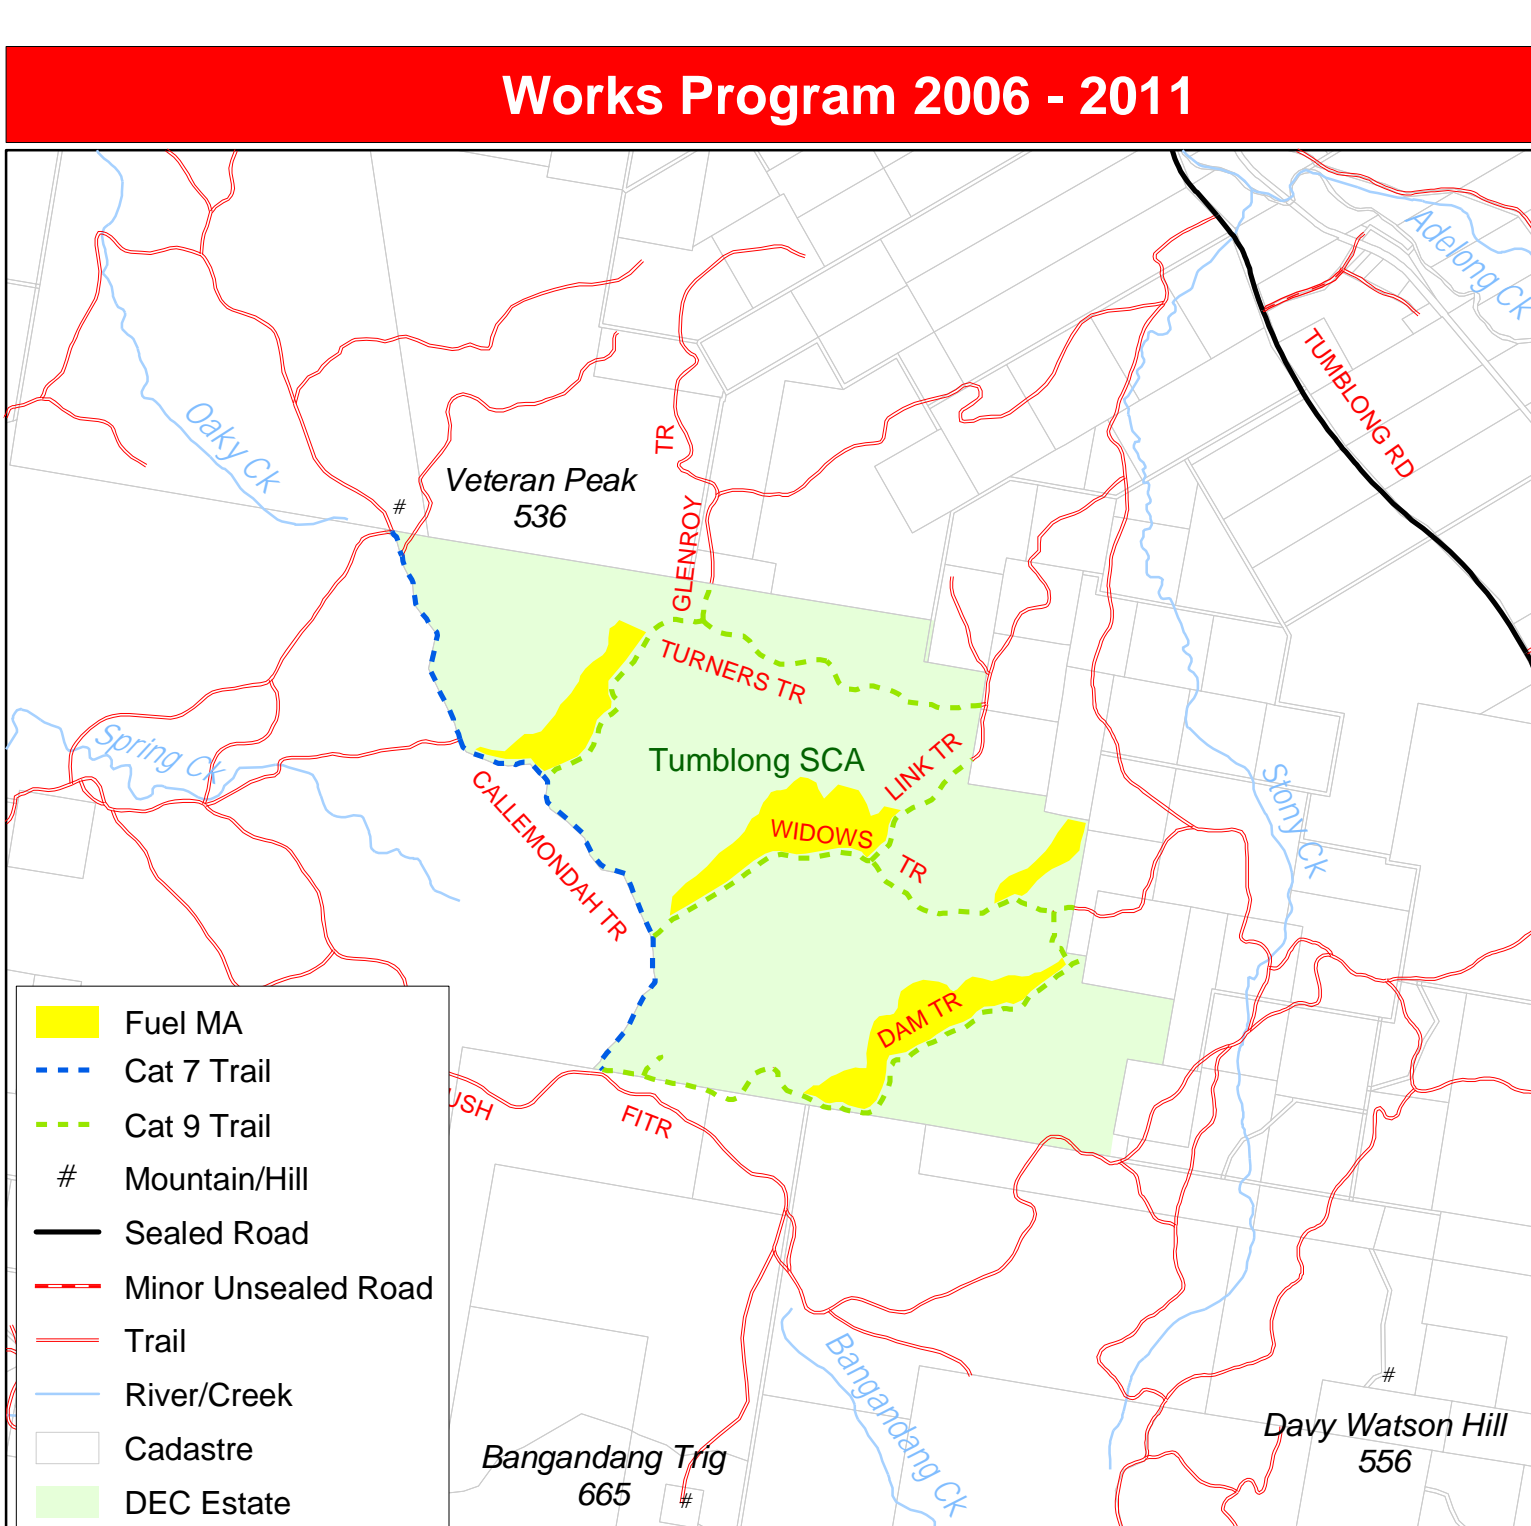 Works Program 2006 - 2011
Adelong Ck
TUMBLONG RD
Oaky Ck
TR
Veteran Peak
536
GLENROY
TURNERS TR
Spring Ck
Tumblong SCA
LINK TR
CALLEMONDAH TR
WIDOWS
TR
Stony Ck
DAM TR
USH
FITR
Fuel MA
Cat 7 Trail
Cat 9 Trail
# Mountain/Hill
Sealed Road
Minor Unsealed Road
Trail
River/Creek
Cadastre
DEC Estate
Bangandang Ck
Bangandang Trig
665
Davy Watson Hill
556